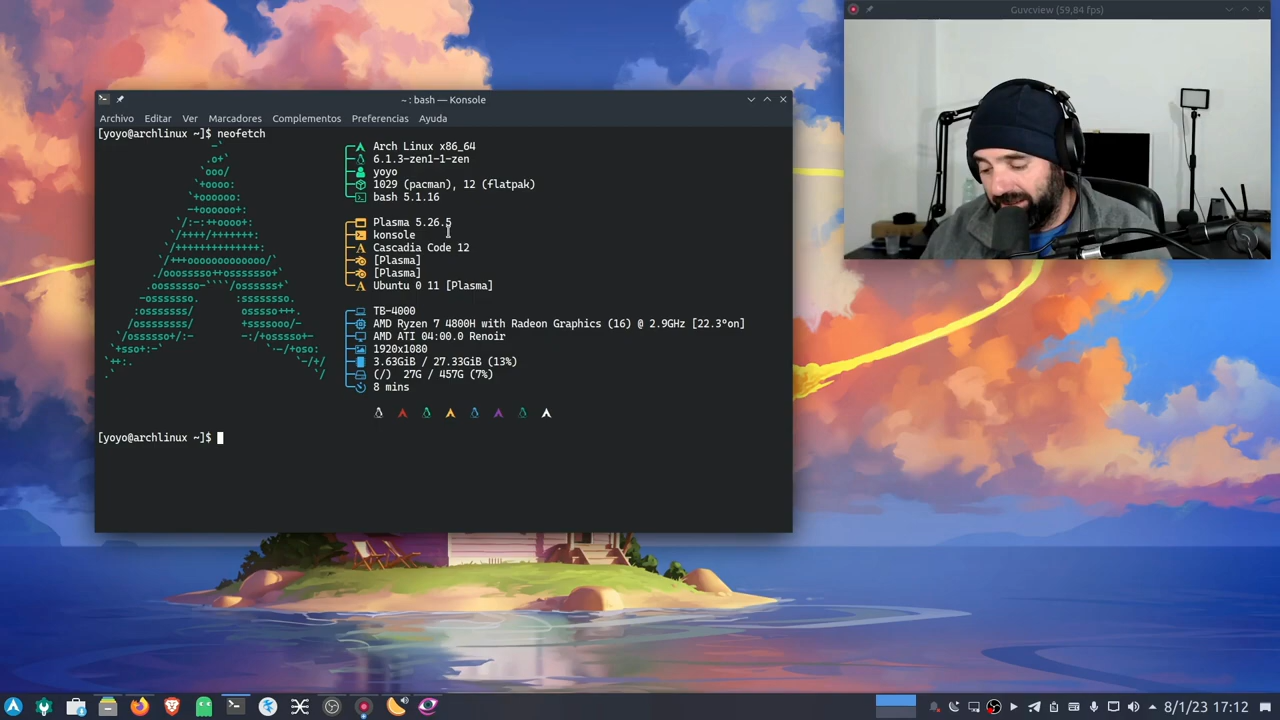 Guvcview (59,84 fps)
~ : bash — Konsole
Archivo Editar Ver Marcadores Complementos Preferencias Ayuda
[yoyo@archlinux ~]$ neofetch
Arch Linux x86_64
6.1.3-zen1-1-zen
yoyo
1029 (pacman), 12 (flatpak)
bash 5.1.16
Plasma 5.26.5
konsole
Cascadia Code 12
[Plasma]
[Plasma]
Ubuntu 0 11 [Plasma]
TB-4000
AMD Ryzen 7 4800H with Radeon Graphics (16) @ 2.9GHz [22.3°on]
AMD ATI 04:00.0 Renoir
1920x1080
3.63GiB / 27.33GiB (13%)
(/) 27G / 457G (7%)
8 mins
[yoyo@archlinux ~]$
8/1/23 17:12